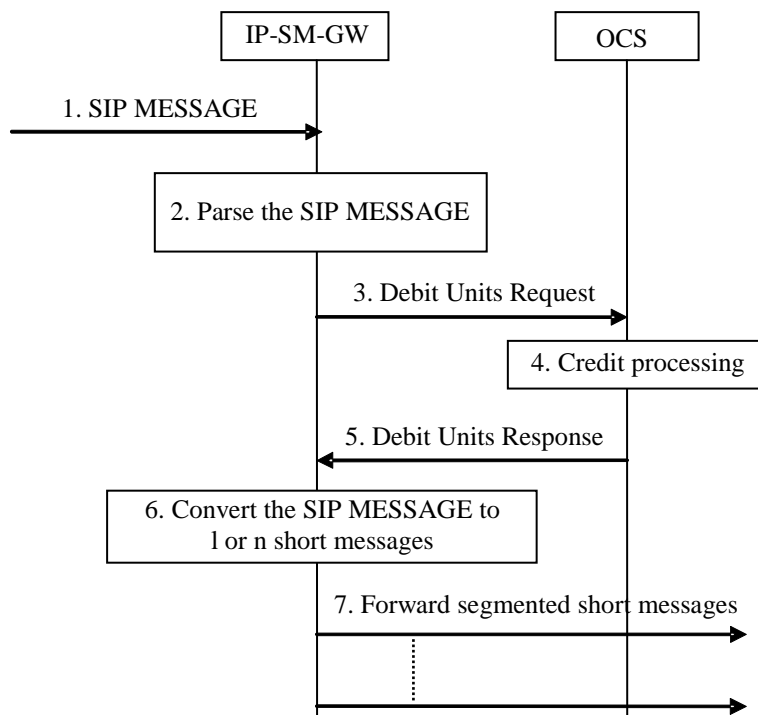 IP-SM-GW
OCS
1. SIP MESSAGE
2. Parse the SIP MESSAGE
3. Debit Units Request
4. Credit processing
5. Debit Units Response
6. Convert the SIP MESSAGE to
l or n short messages
7. Forward segmented short messages